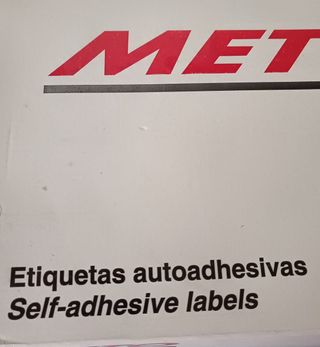 MET
Etiquetas autoadhesivas
Self-adhesive labels